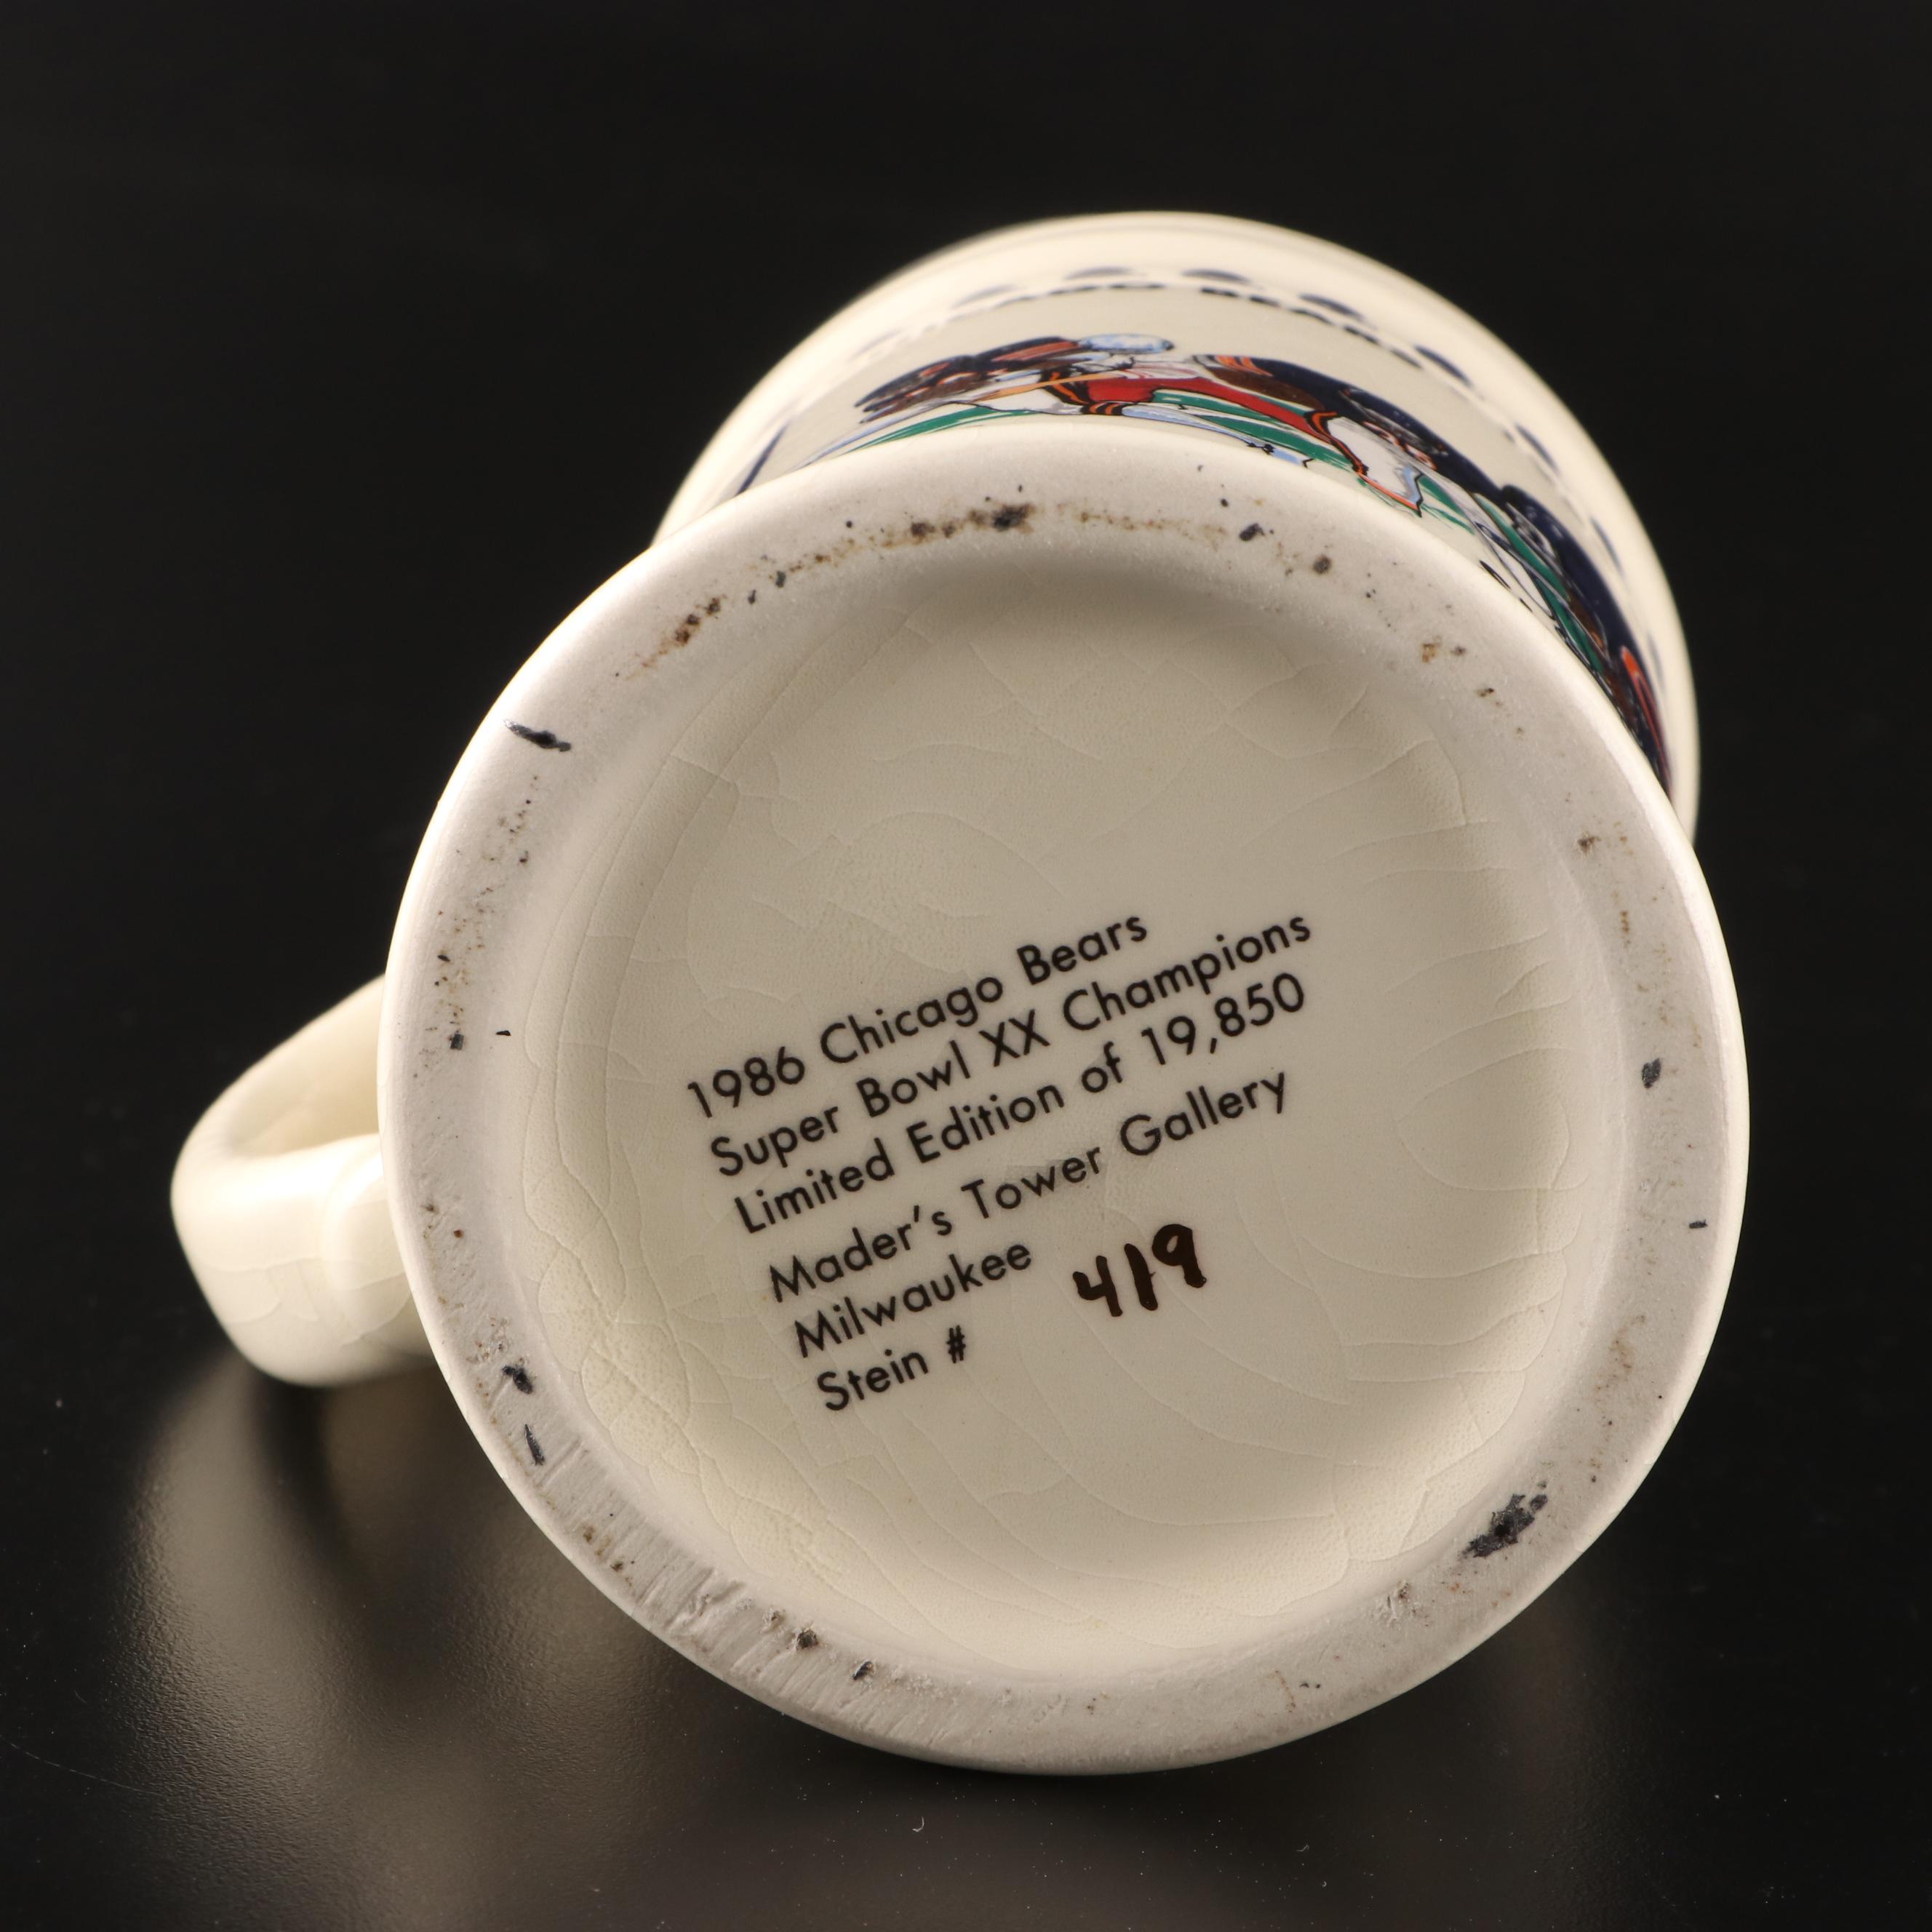 1986 Chicago Bears
Super Bowl XX Champions
Limited Edition of 19,850
Mader's Tower Gallery
Milwaukee
Stein # 419